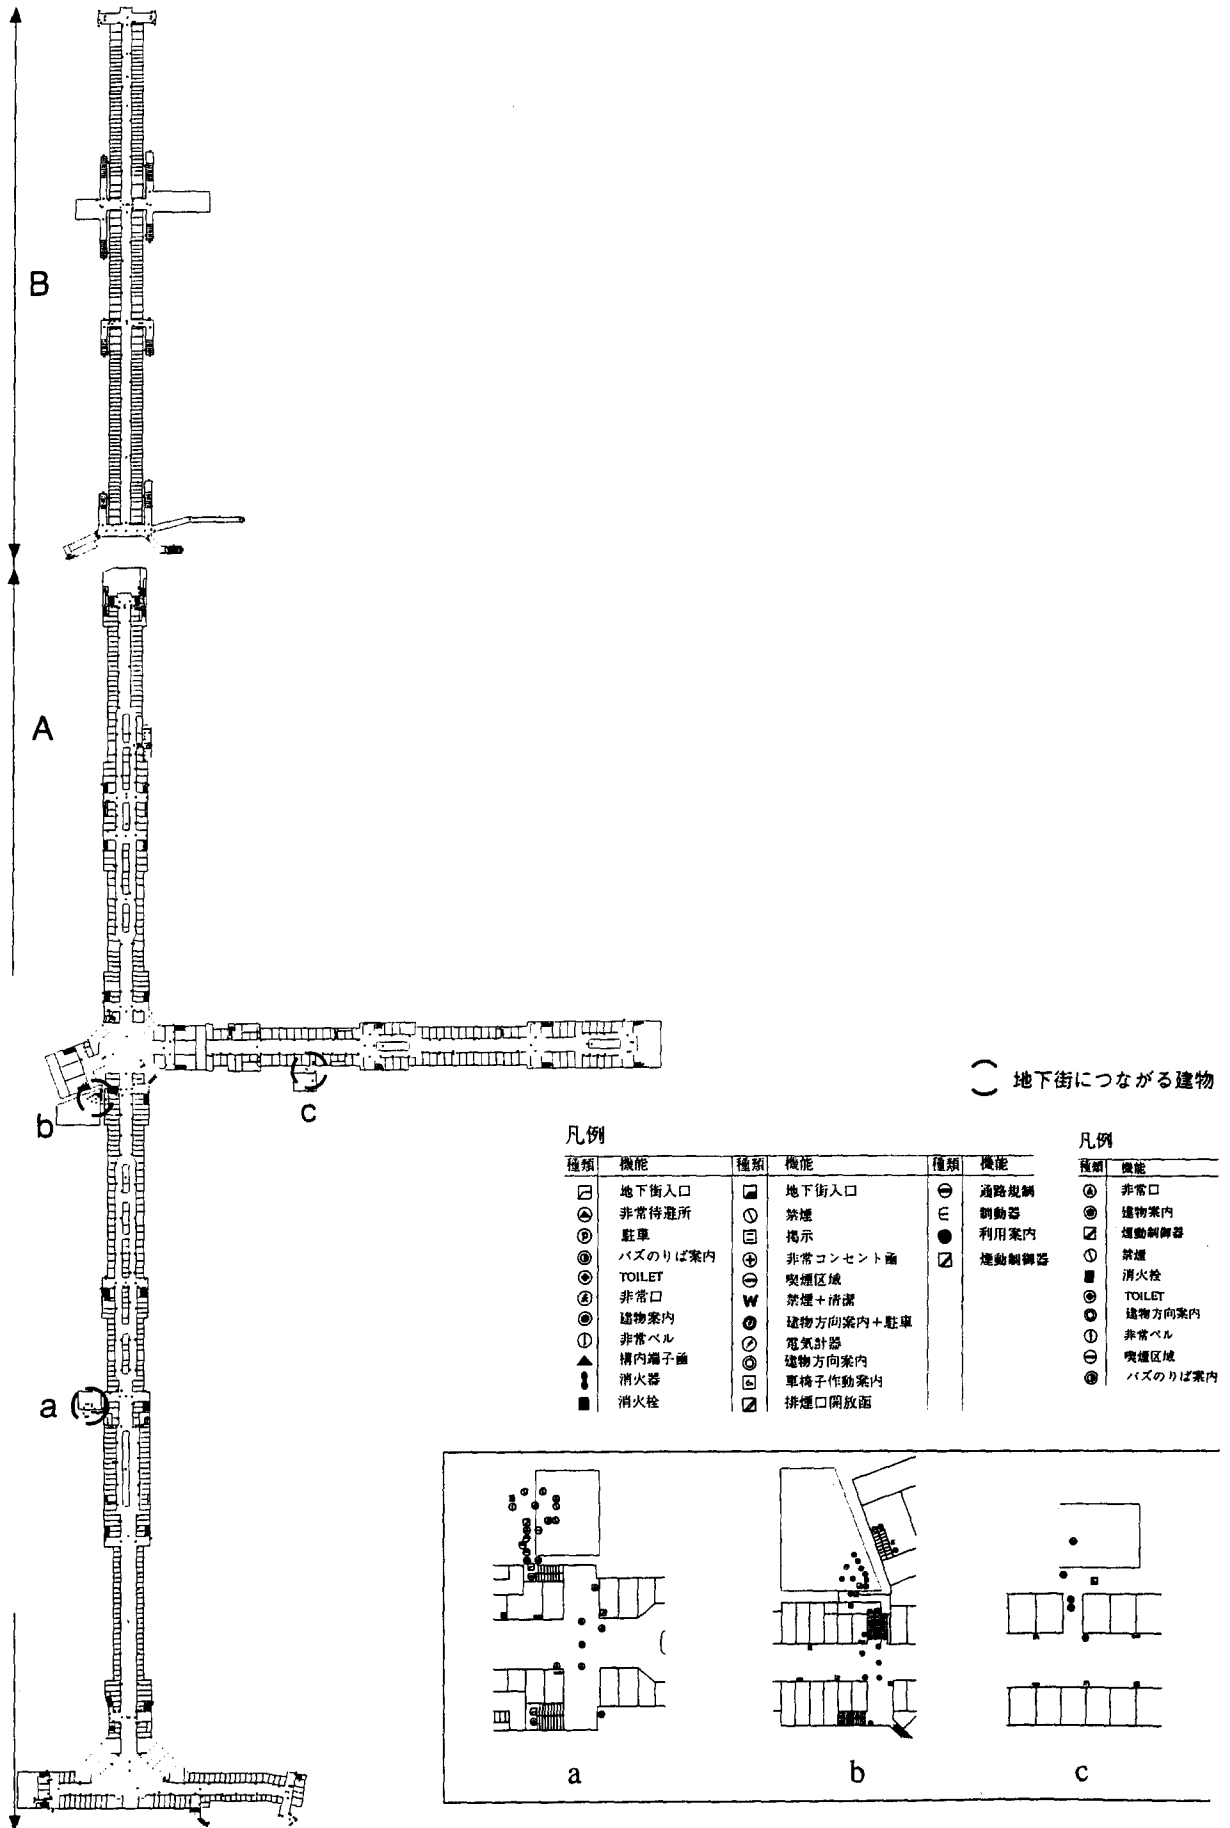 B
A
b
c
a
地下街につながる建物
凡例
種類 機能 種類 機能 種類 機能
地下街入口 地下街入口 通路規制
非常待避所 禁煙 制動器
駐車 掲示 利用案内
バズのりば案内 非常コンセント函 煙動制御器
TOILET 喫煙区域
非常口 禁煙+清潔
建物案内 建物方向案内+駐車
非常ベル 電気計器
構内端子函 建物方向案内
消火器 車椅子作動案内
消火栓 排煙口開放函
凡例
種類 機能
非常口
建物案内
煙動制御器
禁煙
消火栓
TOILET
建物方向案内
非常ベル
喫煙区域
バズのりば案内
a b c